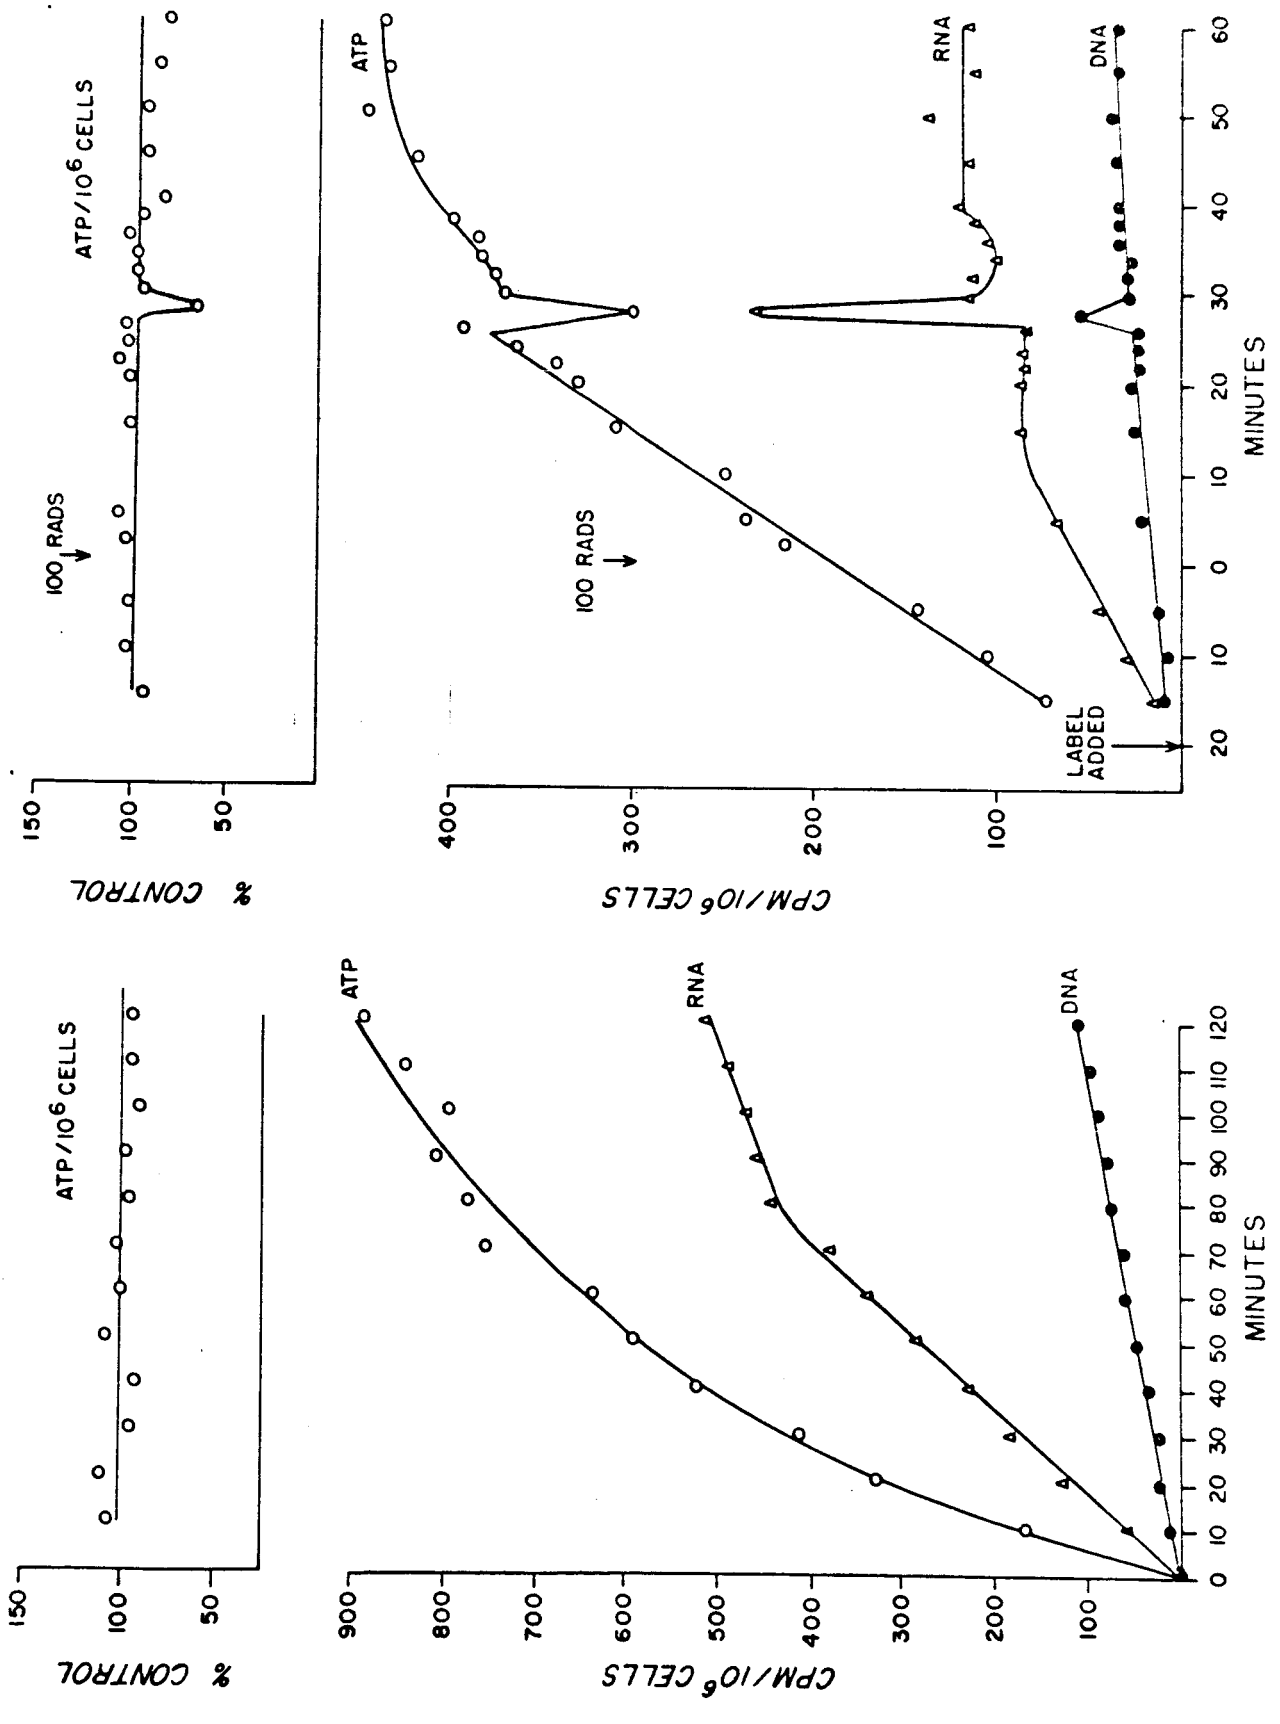 % CONTROL
150
100
50
ATP/10⁶ CELLS
CPM/10⁶ CELLS
900
800
700
600
500
400
300
200
100
ATP
RNA
DNA
0 10 20 30 40 50 60 70 80 90 100 110 120
MINUTES
% CONTROL
150
100
50
100 RADS
ATP/10⁶ CELLS
CPM/10⁶ CELLS
400
300
200
100
100 RADS
LABEL
ADDED
ATP
RNA
DNA
20 10 0 10 20 30 40 50 60
MINUTES